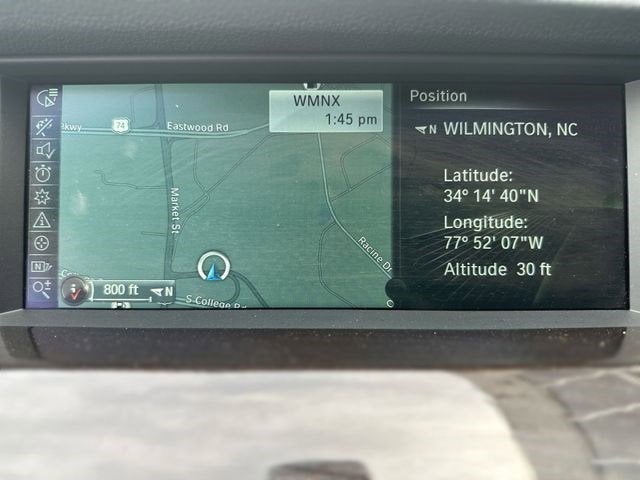 WMNX
1:45 pm
74
Eastwood Rd
Market St
Racine Dr
S College Rd
800 ft
N
Position
N WILMINGTON, NC
Latitude:
34° 14' 40"N
Longitude:
77° 52' 07"W
Altitude 30 ft